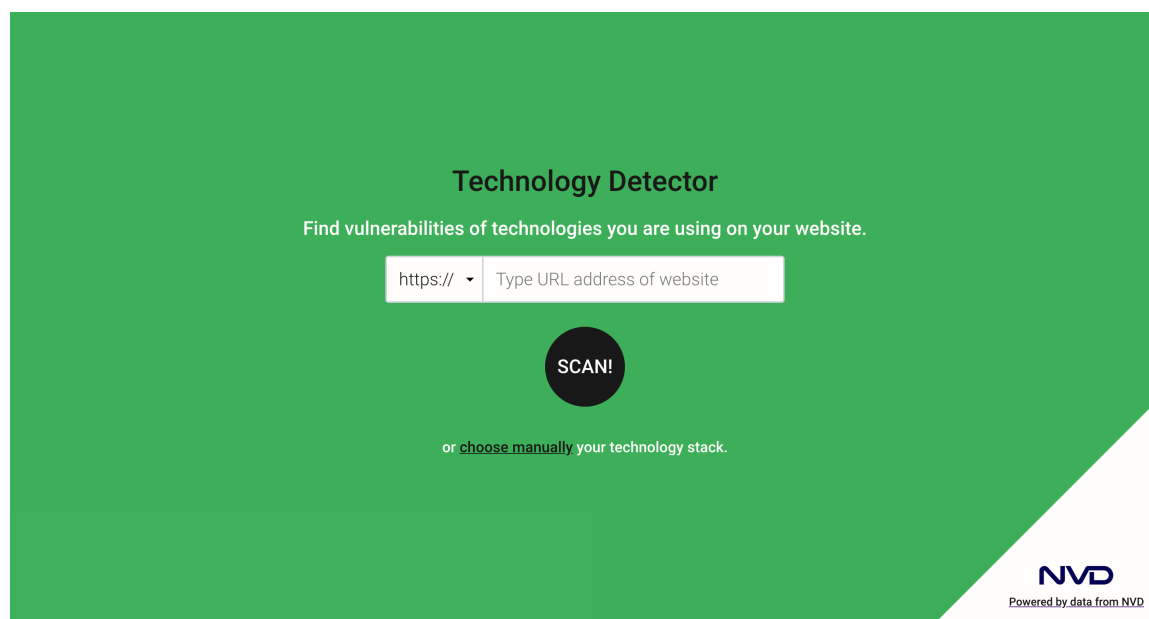 Technology Detector
Find vulnerabilities of technologies you are using on your website.
https:// Type URL address of website
SCAN!
or choose manually your technology stack.
NVD
Powered by data from NVD